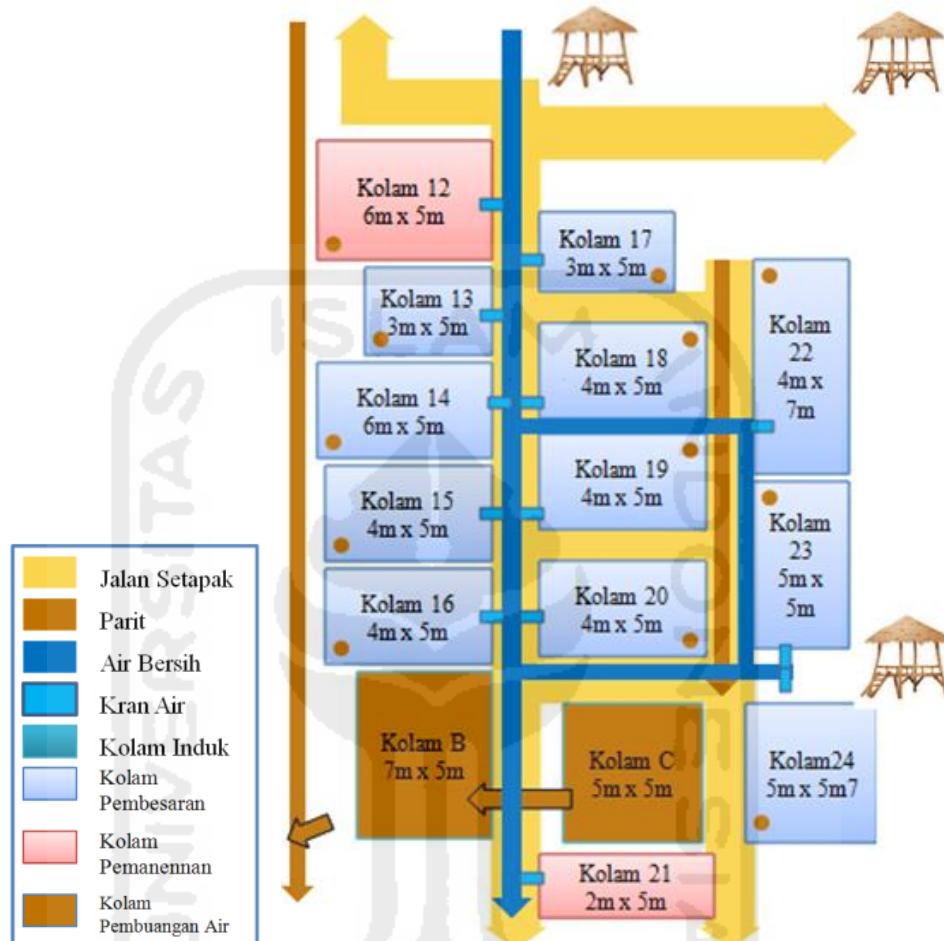 Kolam 12
6m x 5m
Kolam 17
3m x 5m
Kolam 13
3m x 5m
Kolam
22
4m x
7m
Kolam 18
4m x 5m
Kolam 14
6m x 5m
Kolam 19
4m x 5m
Kolam 15
4m x 5m
Kolam
23
5m x
5m
Kolam 20
4m x 5m
Kolam 16
4m x 5m
Kolam B
7m x 5m
Kolam C
5m x 5m
Kolam24
5m x 5m7
Kolam 21
2m x 5m
Jalan Setapak
Parit
Air Bersih
Kran Air
Kolam Induk
Kolam
Pembesaran
Kolam
Pemanennan
Kolam
Pembuangan Air
UNIVERSITAS
ISLAM
INDONESIA